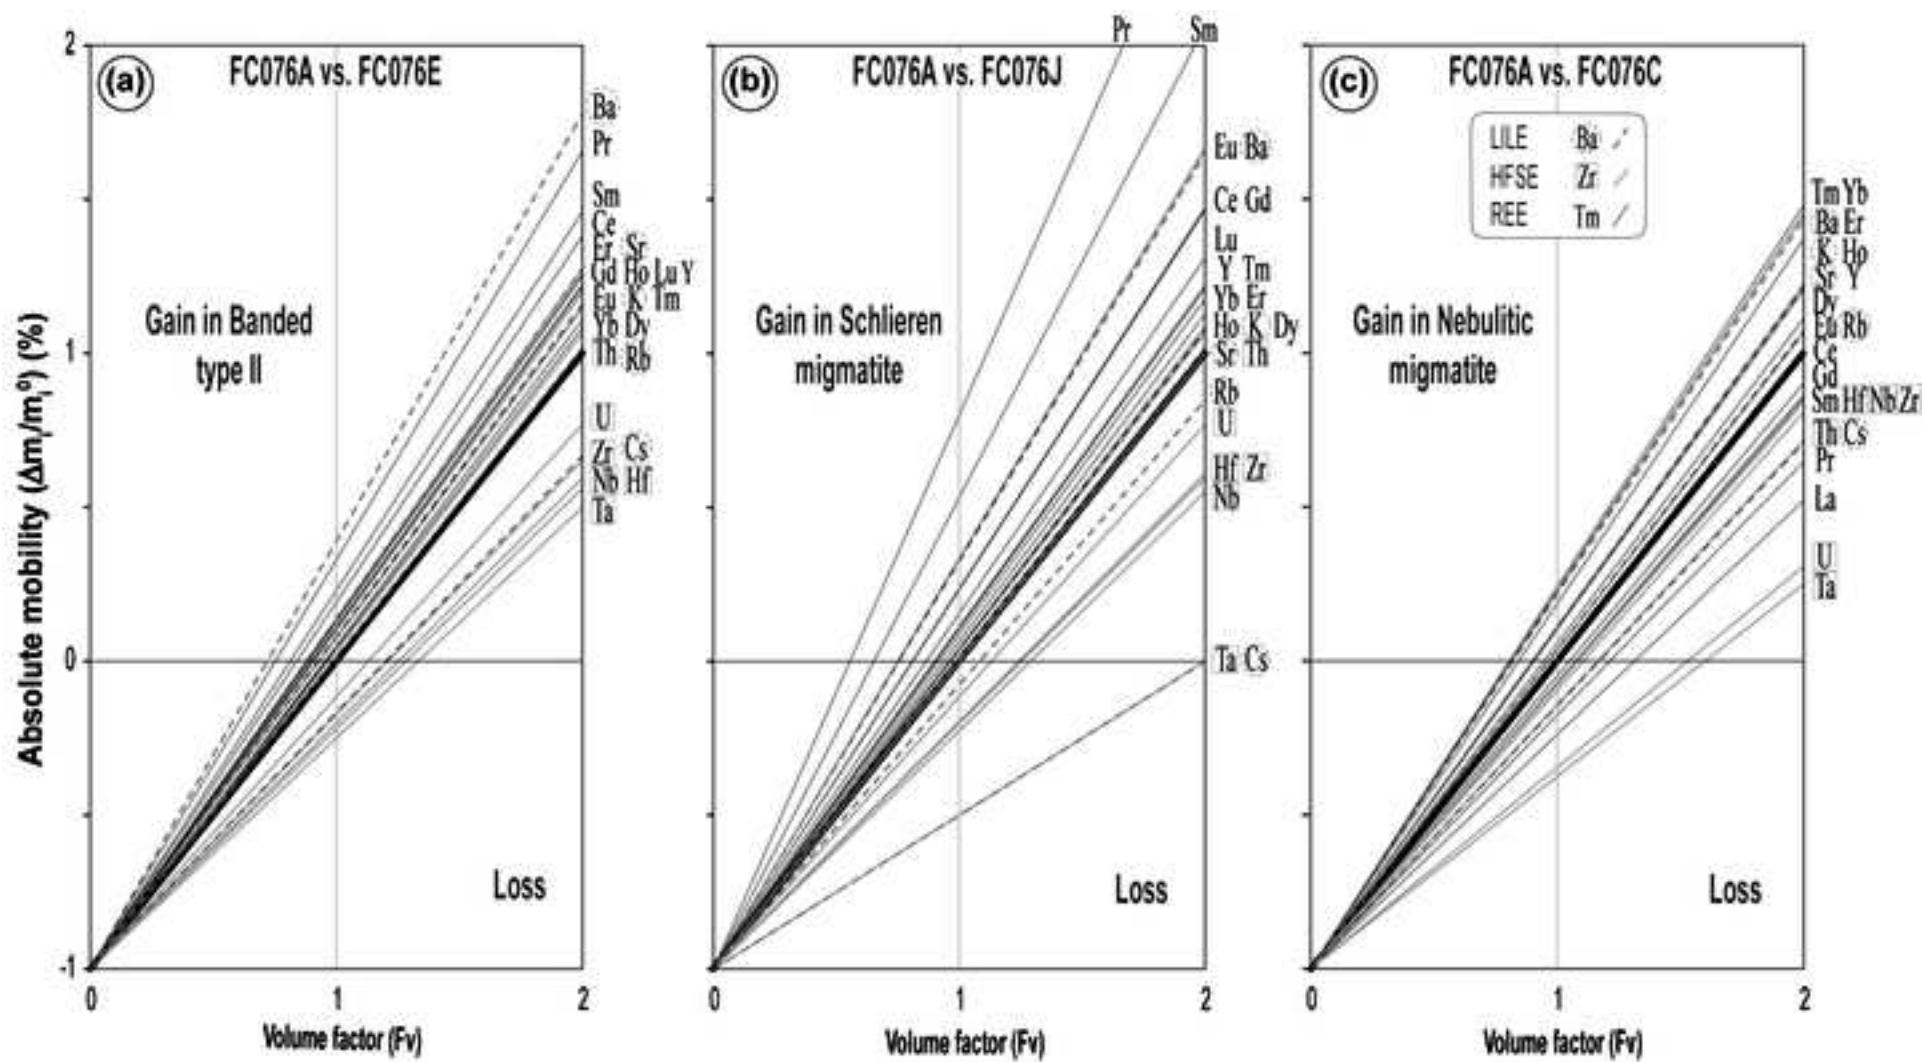 Absolute mobility (Δmᵢ/mᵢ⁰) (%)
2
0
-1
(a)
FC076A vs. FC076E
Gain in Banded
type II
Loss
Ba
Pr
Sm
Ce
Er Sr
Gd Ho Lu Y
Eu K Tm
Yb Dy
Th Rb
U
Zr Cs
Nb Hf
Ta
0 1 2
Volume factor (Fv)
Pr Sm
(b)
FC076A vs. FC076J
Gain in Schlieren
migmatite
Loss
Eu Ba
Ce Gd
Lu
Y Tm
Yb Er
Ho K Dy
Sr Th
Rb
U
Hf Zr
Nb
Ta Cs
0 1 2
Volume factor (Fv)
(c)
FC076A vs. FC076C
LILE Ba
HFSE Zr
REE Tm
Gain in Nebulitic
migmatite
Loss
Tm Yb
Ba Er
K Ho
Sr Y
Dy
Eu Rb
Ce
Gd
Sm Hf Nb Zr
Th Cs
Pr
La
U
Ta
0 1 2
Volume factor (Fv)